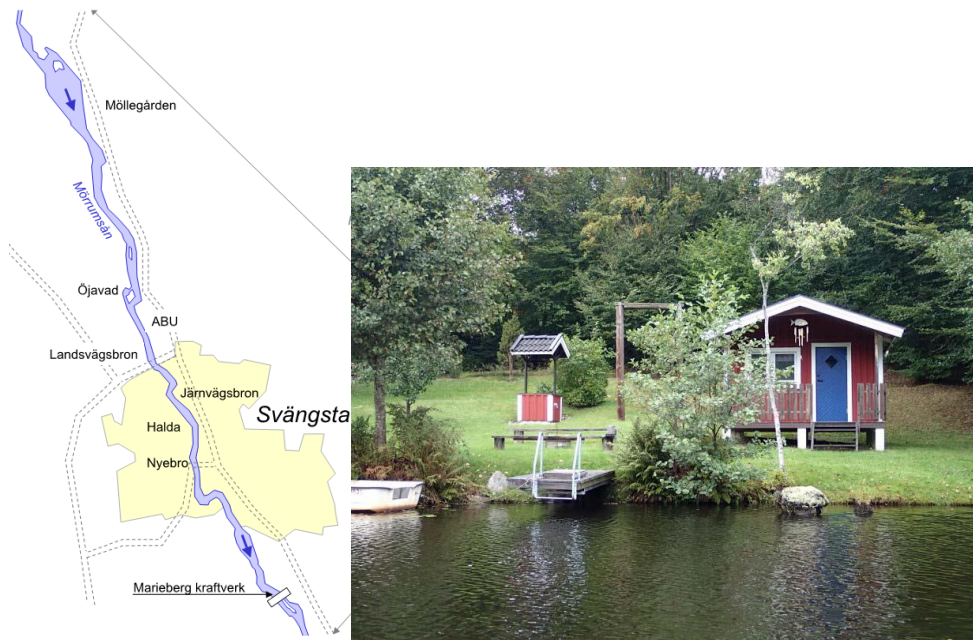 Möllegården
Mörrumsån
Öjavad
ABU
Landsvägsbron
Järnvägsbron
Svängsta
Halda
Nyebro
Marieberg kraftverk